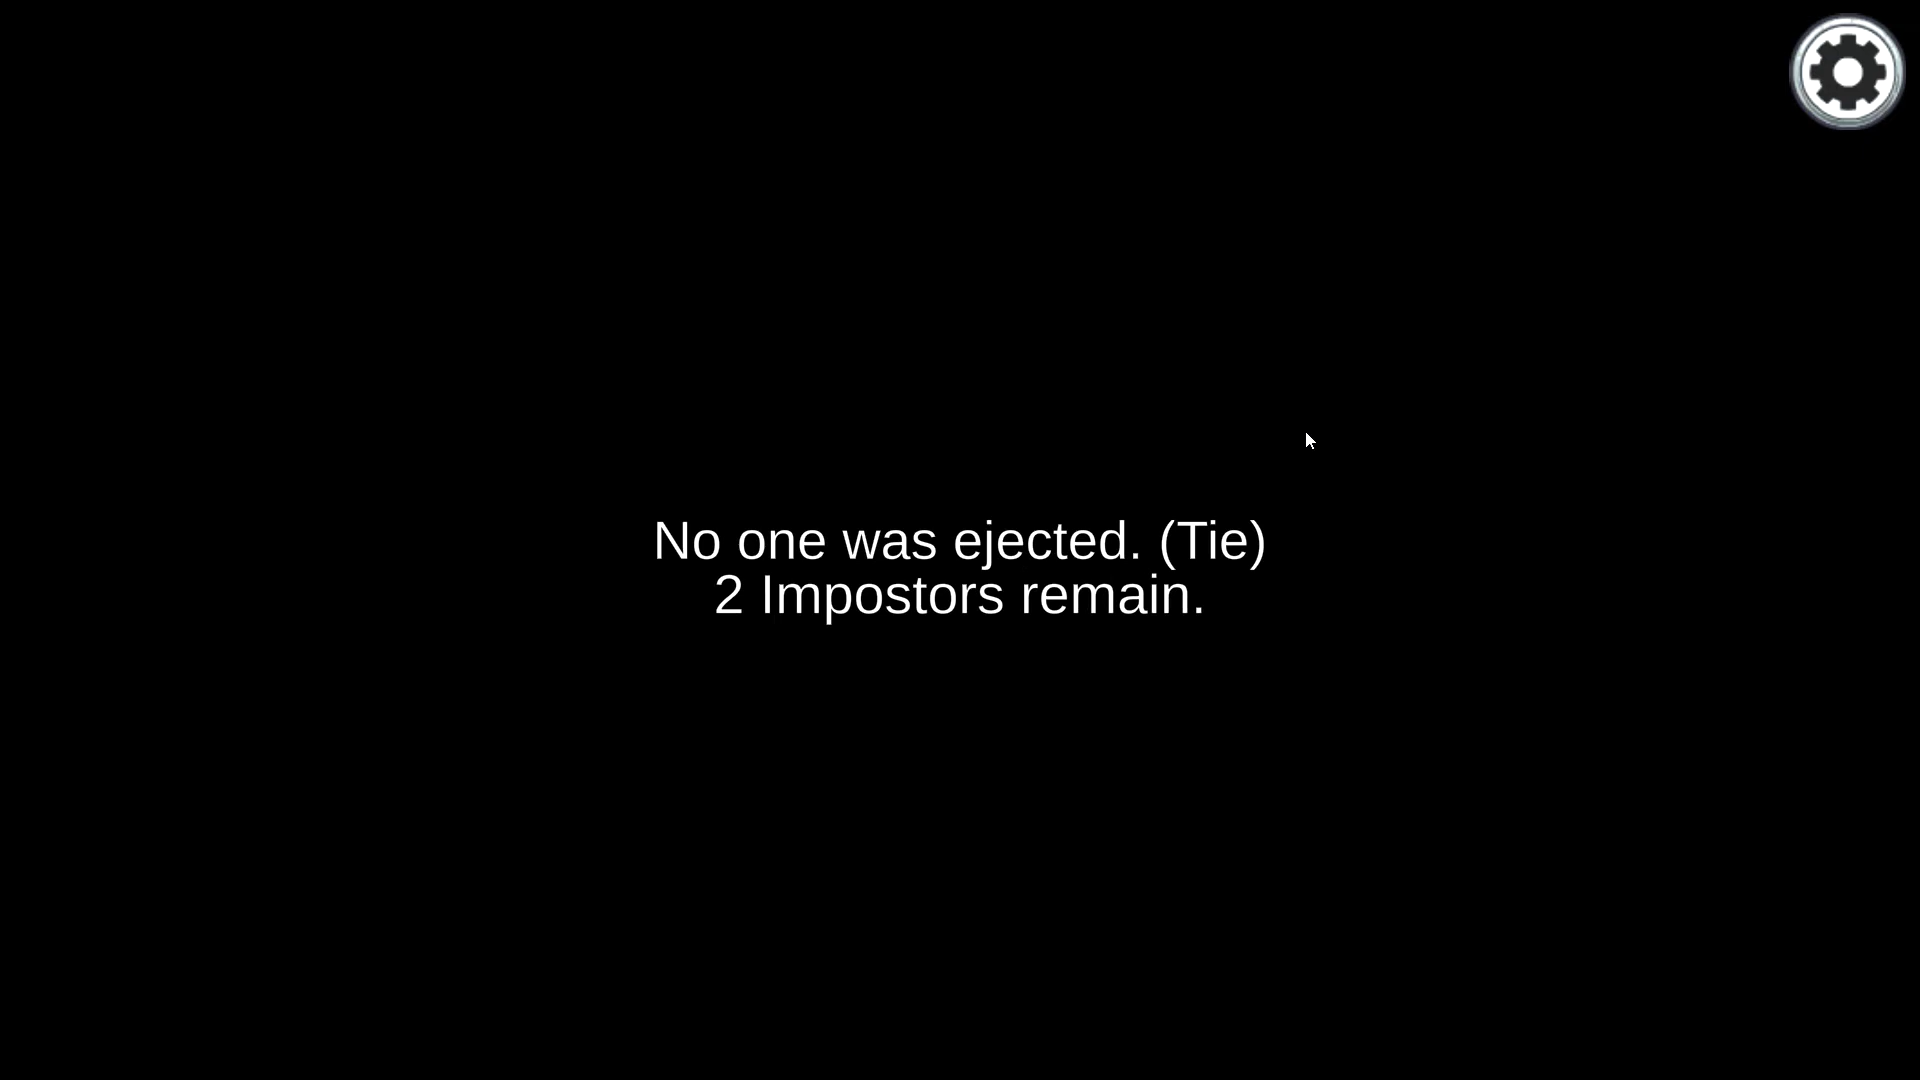 No one was ejected. (Tie)
2 Impostors remain.